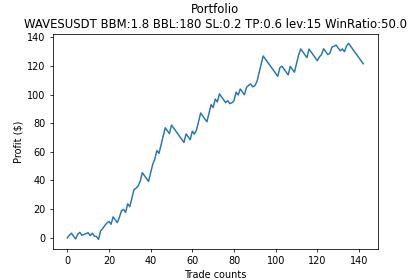 Portfolio
WAVESUSDT BBM:1.8 BBL:180 SL:0.2 TP:0.6 lev:15 WinRatio:50.0
140
120
100
80
60
40
20
0
Profit ($)
0 20 40 60 80 100 120 140
Trade counts